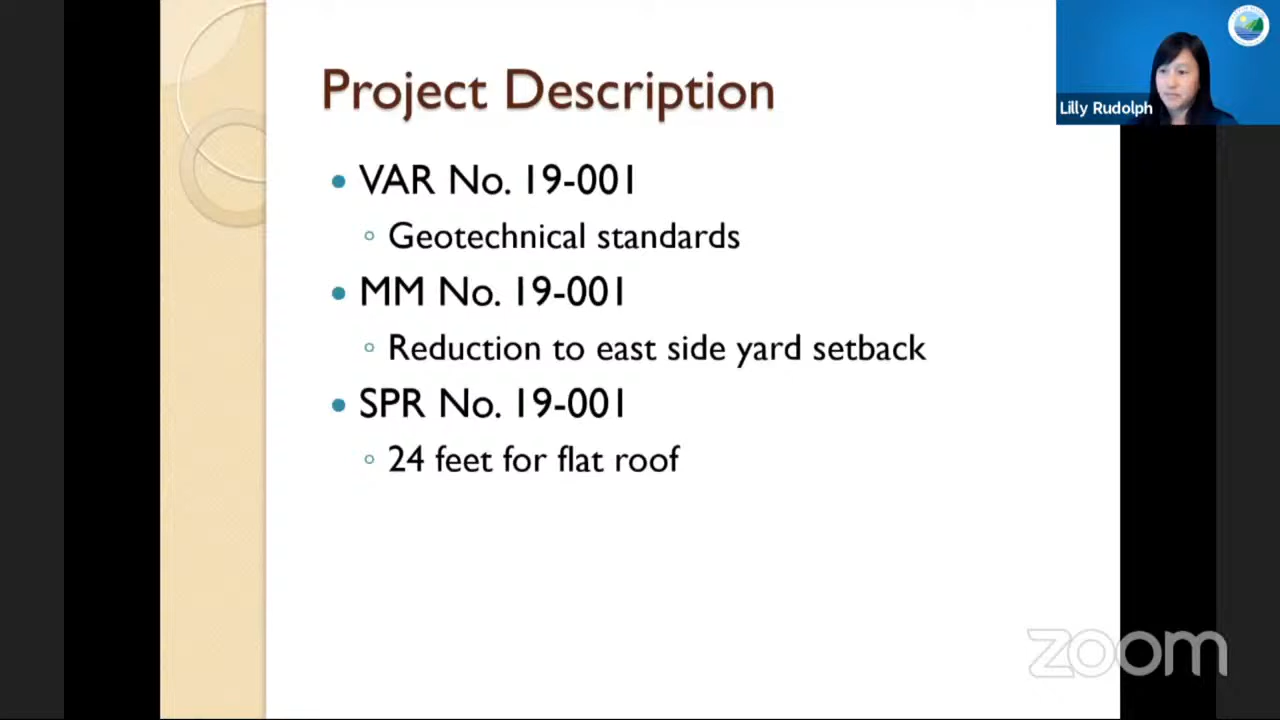 Project Description
Lilly Rudolph
VAR No. 19-001
Geotechnical standards
MM No. 19-001
Reduction to east side yard setback
SPR No. 19-001
24 feet for flat roof
zoom